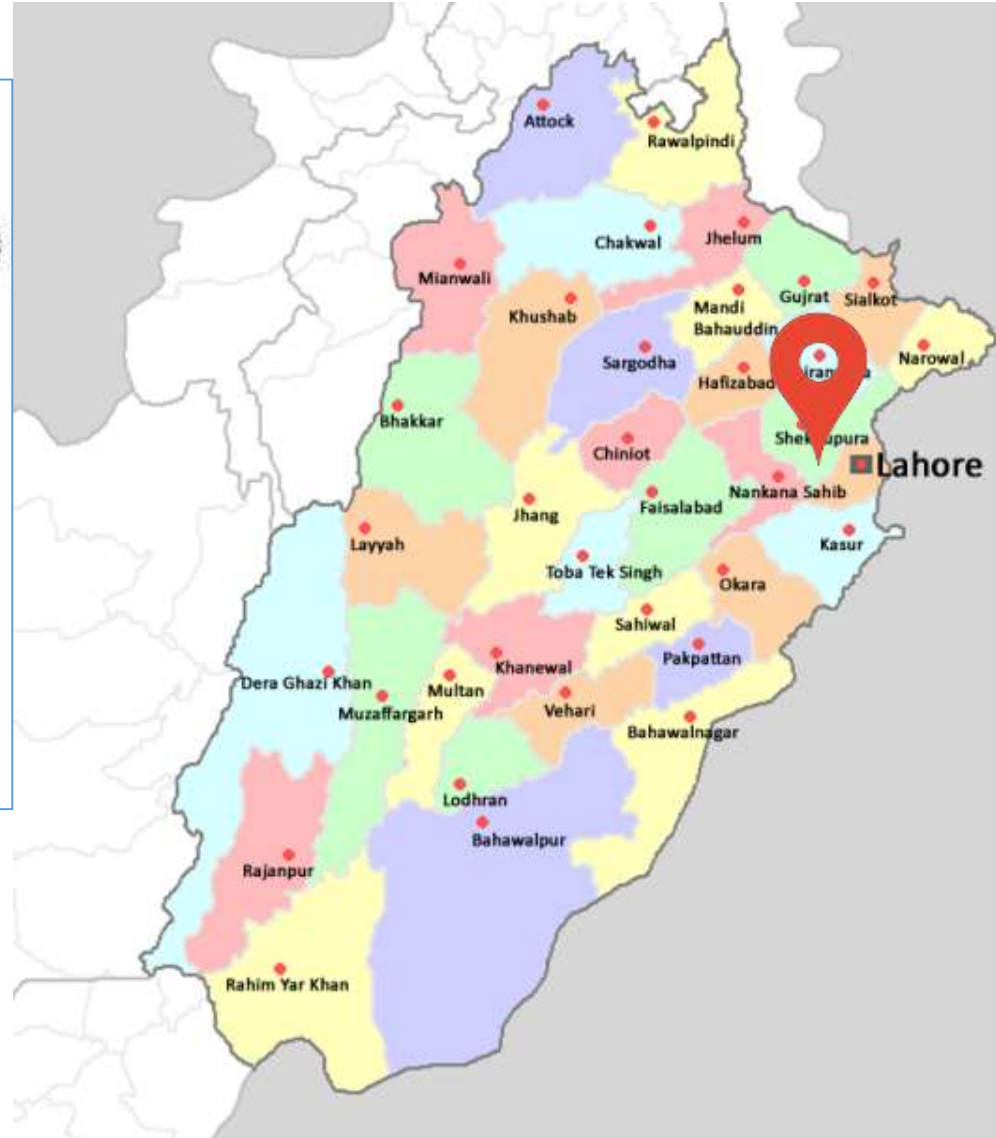 Attock
Rawalpindi
Chakwal
Jhelum
Mianwali
Gujrat
Sialkot
Khushab
Mandi
Bahauddin
Sargodha
Narowal
Hafizabad
Bhakkar
Chiniot
Lahore
Nankana Sahib
Faisalabad
Jhang
Layyah
Kasur
Toba Tek Singh
Okara
Sahiwal
Pakpattan
Khanewal
Dera Ghazi Khan
Multan
Muzaffargarh
Vehari
Bahawalnagar
Lodhran
Bahawalpur
Rajanpur
Rahim Yar Khan